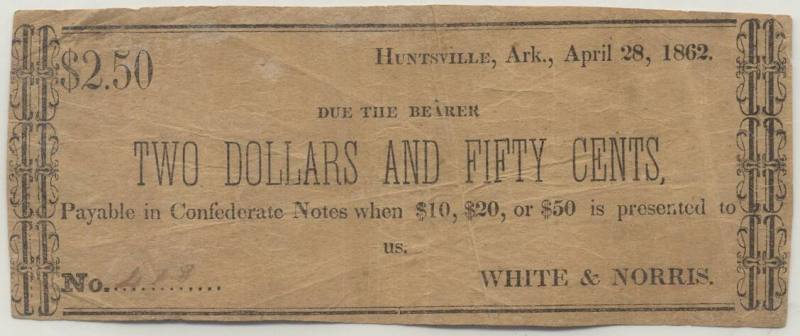 $2.50
HUNTSVILLE, ARK., APRIL 28, 1862.
DUE THE BEARER
TWO DOLLARS AND FIFTY CENTS,
Payable in Confederate Notes when $10, $20, or $50 is presented to
us.
No.............
WHITE & NORRIS.